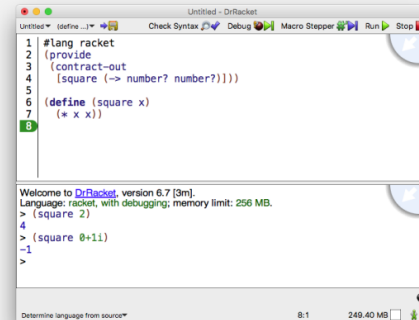 Untitled - DrRacket
Untitled▾ (define ...)▾ Check Syntax Debug Macro Stepper Run Stop
1 #lang racket
2 (provide
3 (contract-out
4 [square (-> number? number?)]))
5
6 (define (square x)
7 (* x x))
8
Welcome to DrRacket, version 6.7 [3m].
Language: racket, with debugging; memory limit: 256 MB.
> (square 2)
4
> (square 0+1i)
-1
>
Determine language from source▾ 8:1 249.40 MB